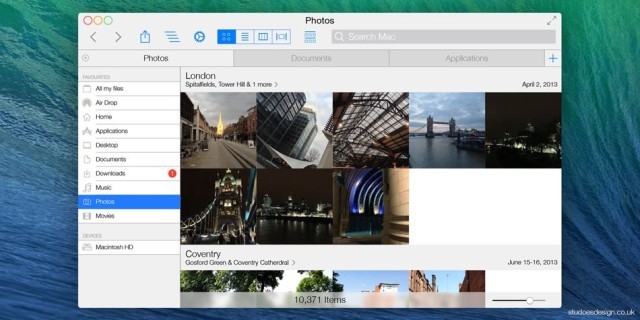 Photos
Search Mac
Photos
Documents
Applications
FAVOURITES
All my files
Air Drop
Home
Applications
Desktop
Documents
Downloads
1
Music
Photos
Movies
DEVICES
Macintosh HD
London
Spitalfields, Tower Hill & 1 more
April 2, 2013
Coventry
Gosford Green & Coventry Cathedral
June 15-16, 2013
10,371 Items
studoesdesign.co.uk